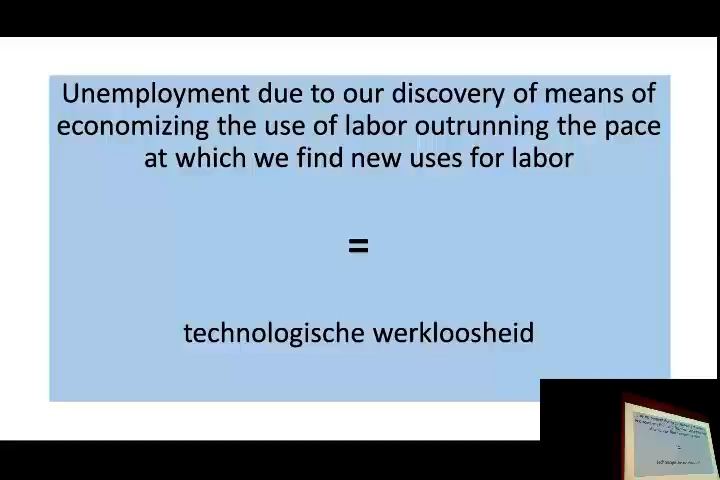 Unemployment due to our discovery of means of
economizing the use of labor outrunning the pace
at which we find new uses for labor
=
technologische werkloosheid